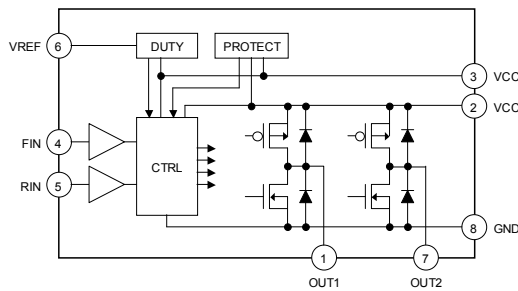 VREF 6 DUTY PROTECT
3 VCC
2 VCC
FIN 4
CTRL
RIN 5
8 GND
1 7
OUT1 OUT2